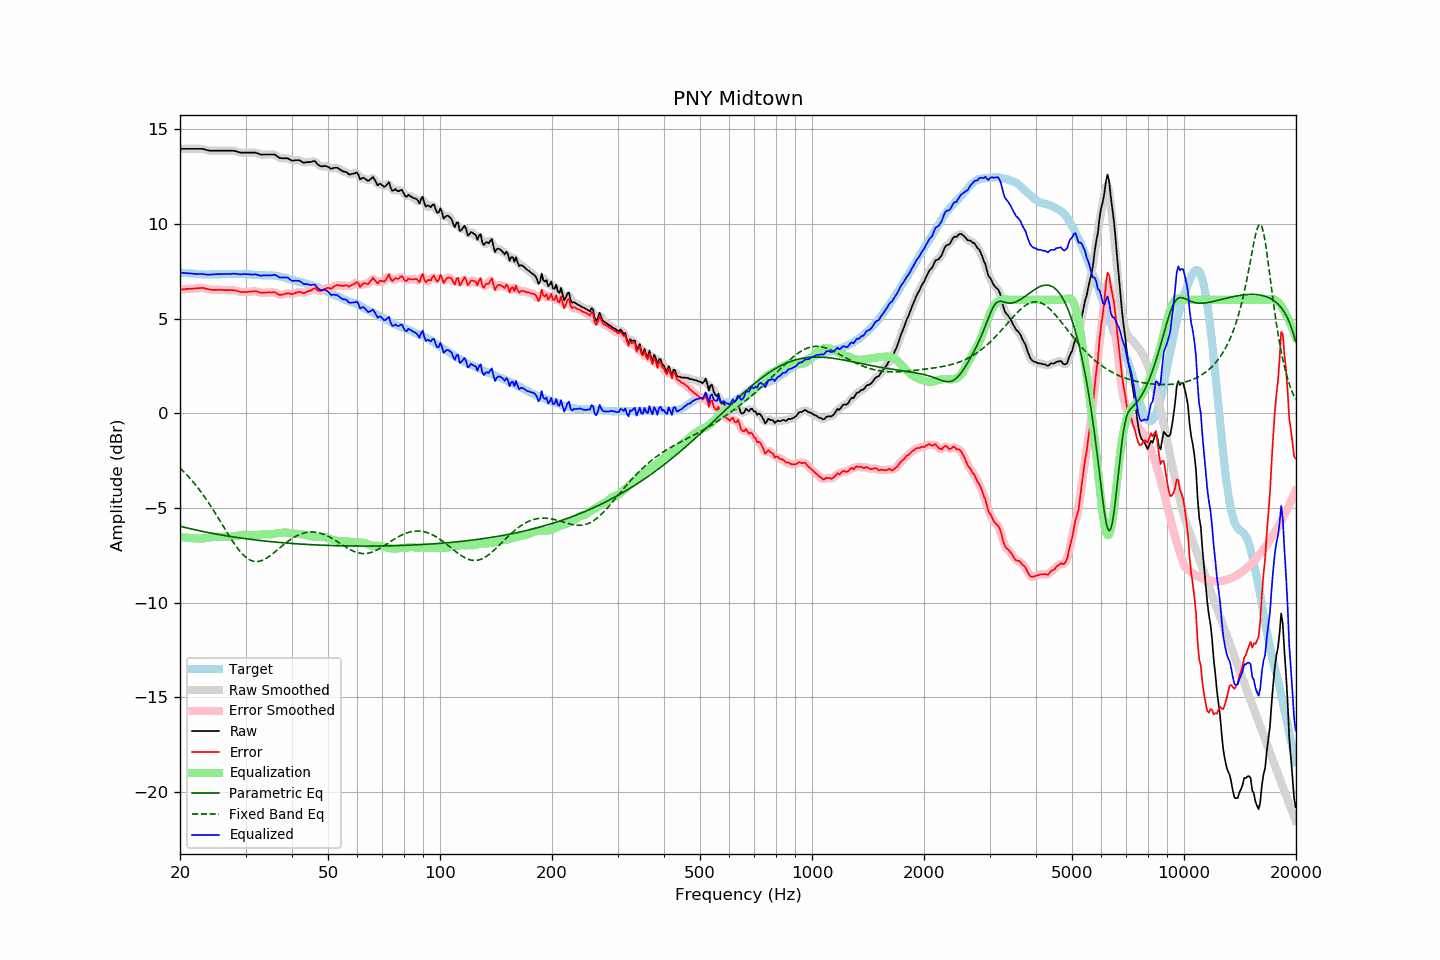 PNY Midtown
15
10
5
0
−5
−10
−15
−20
Amplitude (dBr)
Target
Raw Smoothed
Error Smoothed
Raw
Error
Equalization
Parametric Eq
Fixed Band Eq
Equalized
20 50 100 200 500 1000 2000 5000 10000 20000
Frequency (Hz)